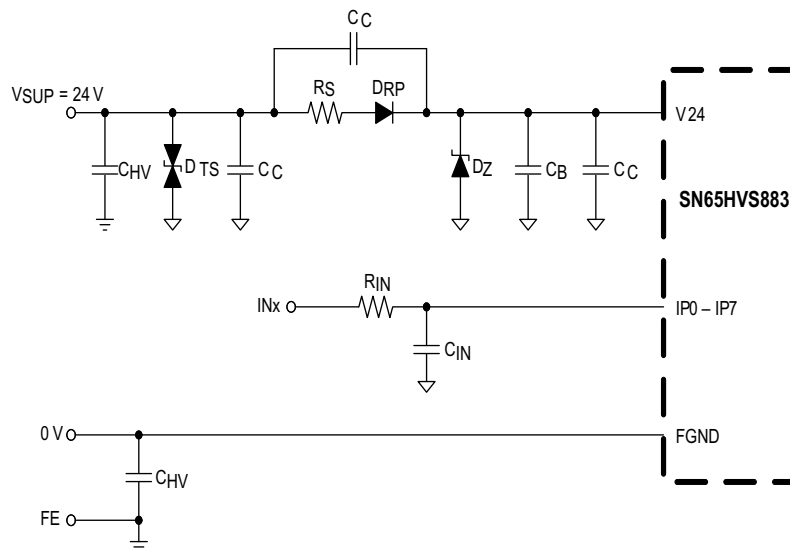 CC
RS
DRP
VSUP = 24 V
V24
CHV
DTS
CC
DZ
CB
CC
SN65HVS883
RIN
INx
IP0 – IP7
CIN
0 V
FGND
CHV
FE